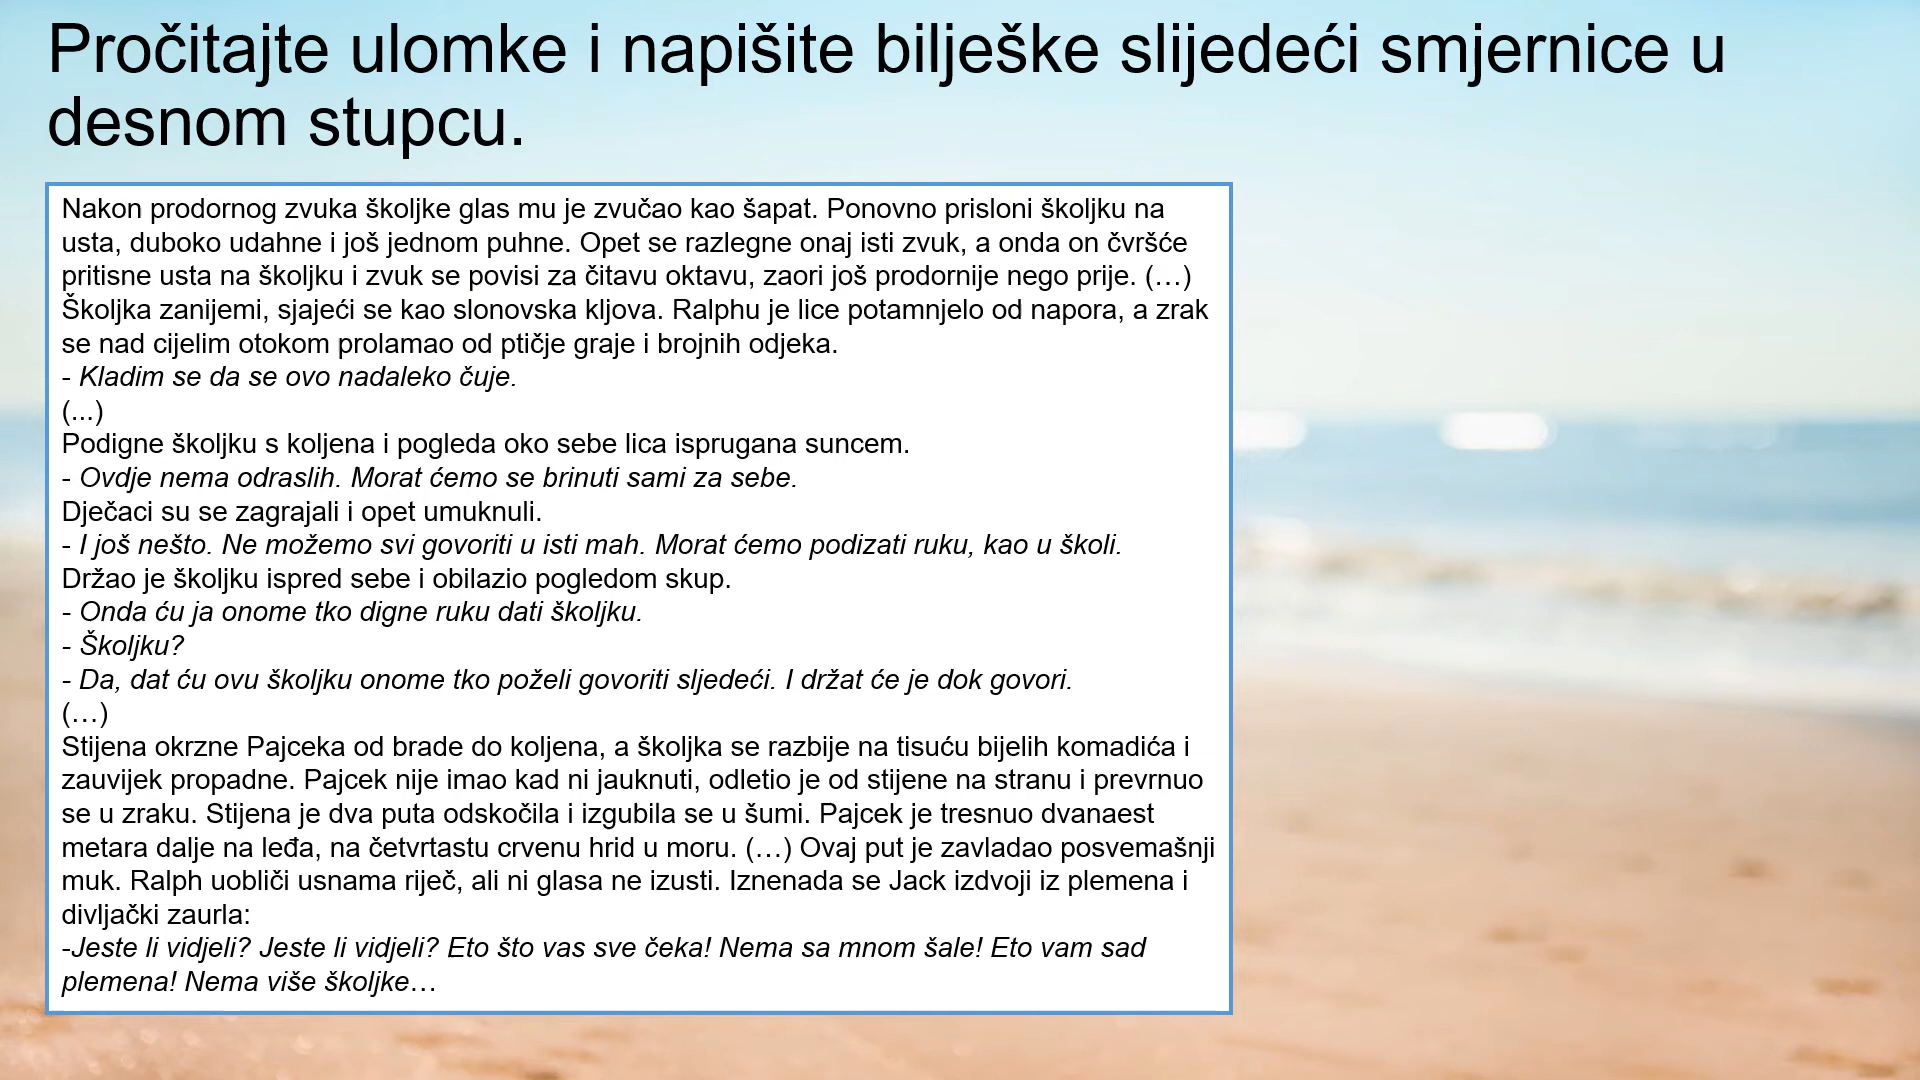 Pročitajte ulomke i napišite bilješke slijedeći smjernice u
desnom stupcu.
Nakon prodornog zvuka školjke glas mu je zvučao kao šapat. Ponovno prisloni školjku na
usta, duboko udahne i još jednom puhne. Opet se razlegne onaj isti zvuk, a onda on čvršće
pritisne usta na školjku i zvuk se povisi za čitavu oktavu, zaori još prodornije nego prije. (…)
Školjka zanijemi, sjajeći se kao slonovska kljova. Ralphu je lice potamnjelo od napora, a zrak
se nad cijelim otokom prolamao od ptičje graje i brojnih odjeka.
- Kladim se da se ovo nadaleko čuje.
(...)
Podigne školjku s koljena i pogleda oko sebe lica isprugana suncem.
- Ovdje nema odraslih. Morat ćemo se brinuti sami za sebe.
Dječaci su se zagrajali i opet umuknuli.
- I još nešto. Ne možemo svi govoriti u isti mah. Morat ćemo podizati ruku, kao u školi.
Držao je školjku ispred sebe i obilazio pogledom skup.
- Onda ću ja onome tko digne ruku dati školjku.
- Školjku?
- Da, dat ću ovu školjku onome tko poželi govoriti sljedeći. I držat će je dok govori.
(…)
Stijena okrzne Pajceka od brade do koljena, a školjka se razbije na tisuću bijelih komadića i
zauvijek propadne. Pajcek nije imao kad ni jauknuti, odletio je od stijene na stranu i prevrnuo
se u zraku. Stijena je dva puta odskočila i izgubila se u šumi. Pajcek je tresnuo dvanaest
metara dalje na leđa, na četvrtastu crvenu hrid u moru. (…) Ovaj put je zavladao posvemašnji
muk. Ralph uobliči usnama riječ, ali ni glasa ne izusti. Iznenada se Jack izdvoji iz plemena i
divljački zaurla:
-Jeste li vidjeli? Jeste li vidjeli? Eto što vas sve čeka! Nema sa mnom šale! Eto vam sad
plemena! Nema više školjke…